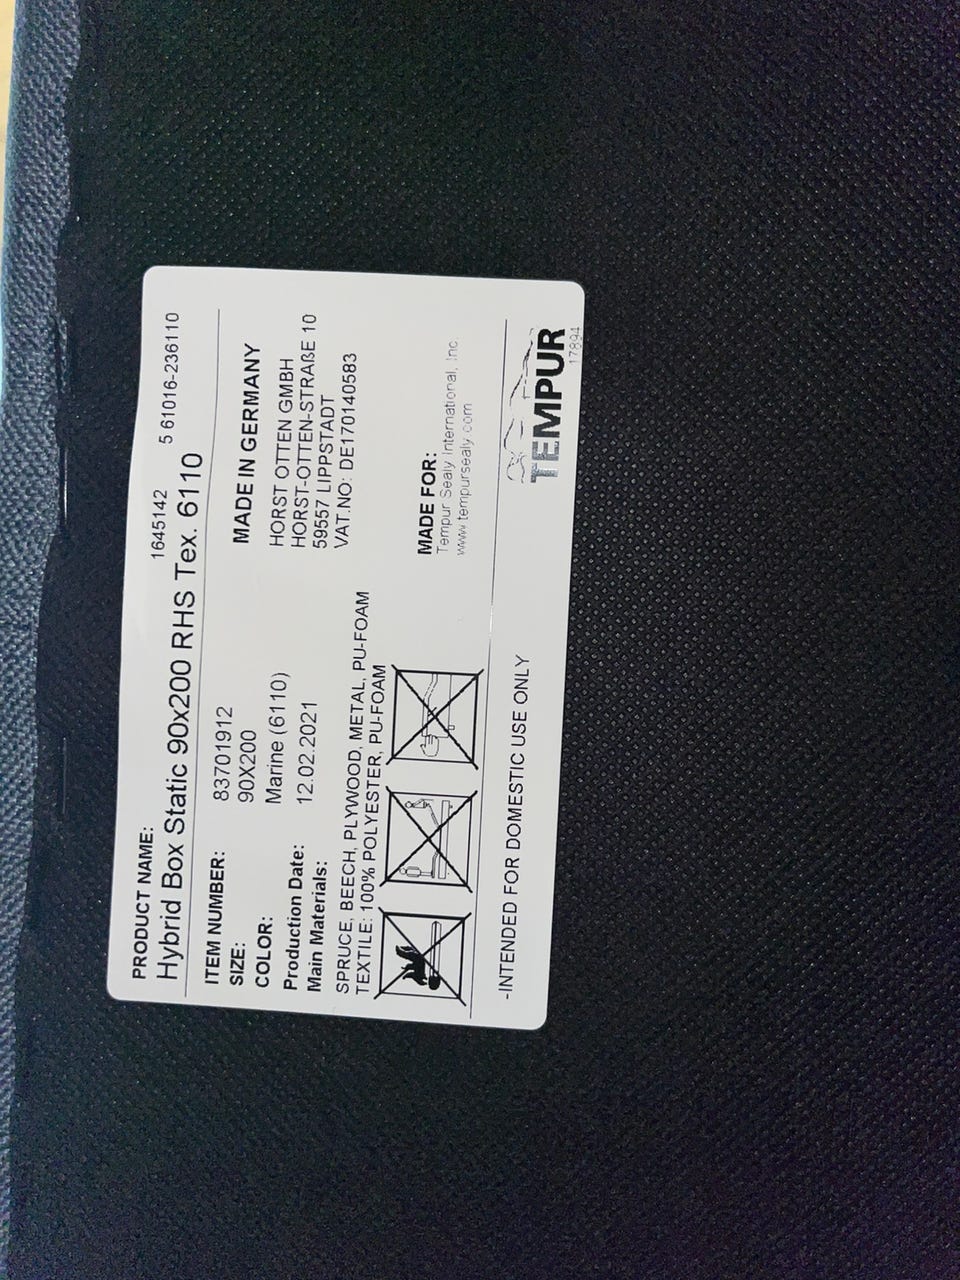 PRODUCT NAME:
1645142 5 61016-236110
Hybrid Box Static 90x200 RHS Tex. 6110
ITEM NUMBER: 83701912
SIZE: 90X200
COLOR: Marine (6110)
Production Date: 12.02.2021
Main Materials:
SPRUCE, BEECH, PLYWOOD, METAL, PU-FOAM
TEXTILE: 100% POLYESTER, PU-FOAM
MADE IN GERMANY
HORST OTTEN GMBH
HORST-OTTEN-STRAßE 10
59557 LIPPSTADT
VAT.NO: DE170140583
MADE FOR:
Tempur Sealy International, Inc
www.tempursealy.com
-INTENDED FOR DOMESTIC USE ONLY
TEMPUR
17894